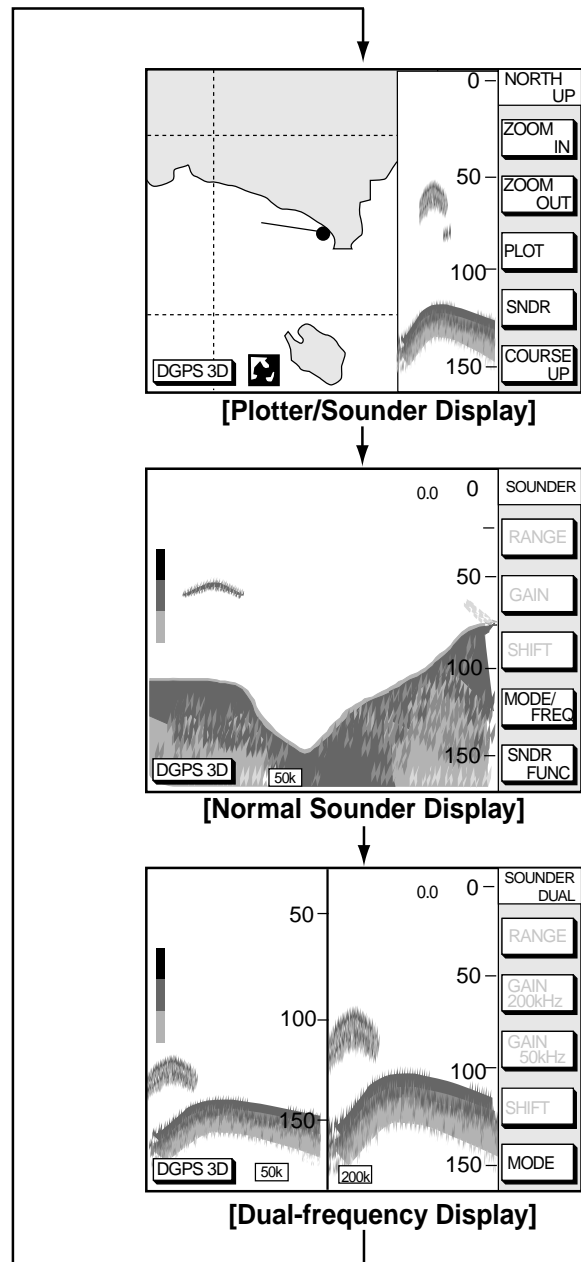 0
NORTH
UP
ZOOM
IN
50
ZOOM
OUT
PLOT
100
SNDR
COURSE
UP
150
DGPS 3D
[Plotter/Sounder Display]
0.0 0 SOUNDER
RANGE
50
GAIN
SHIFT
100
MODE/
FREQ
150
SNDR
FUNC
DGPS 3D
50k
[Normal Sounder Display]
0.0 0
SOUNDER
DUAL
50
RANGE
50
GAIN
200kHz
100
GAIN
50kHz
100
SHIFT
150
MODE
150
DGPS 3D 50k 200k
[Dual-frequency Display]